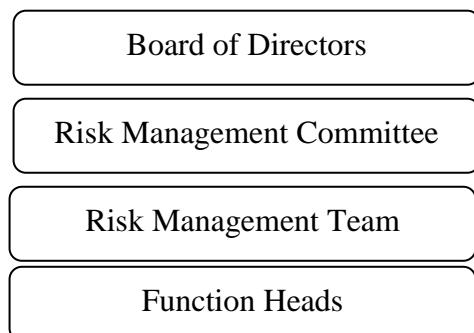 Board of Directors
Risk Management Committee
Risk Management Team
Function Heads